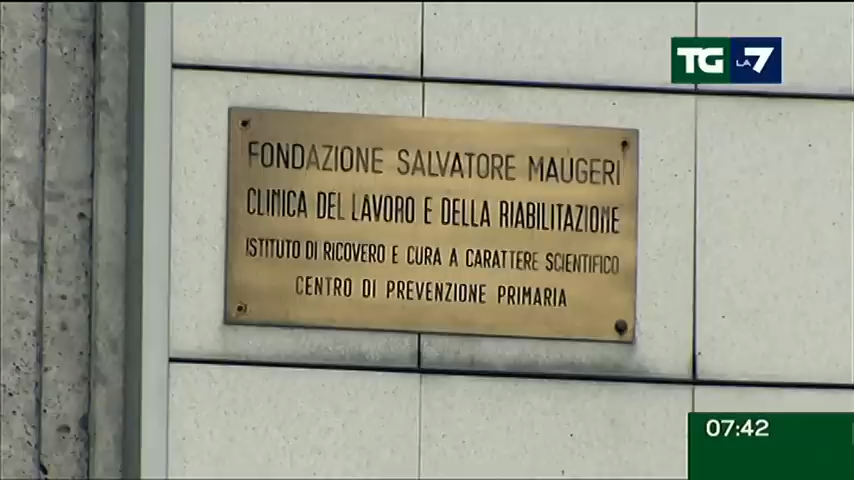 TG LA7
FONDAZIONE SALVATORE MAUGERI
CLINICA DEL LAVORO E DELLA RIABILITAZIONE
ISTITUTO DI RICOVERO E CURA A CARATTERE SCIENTIFICO
CENTRO DI PREVENZIONE PRIMARIA
07:42